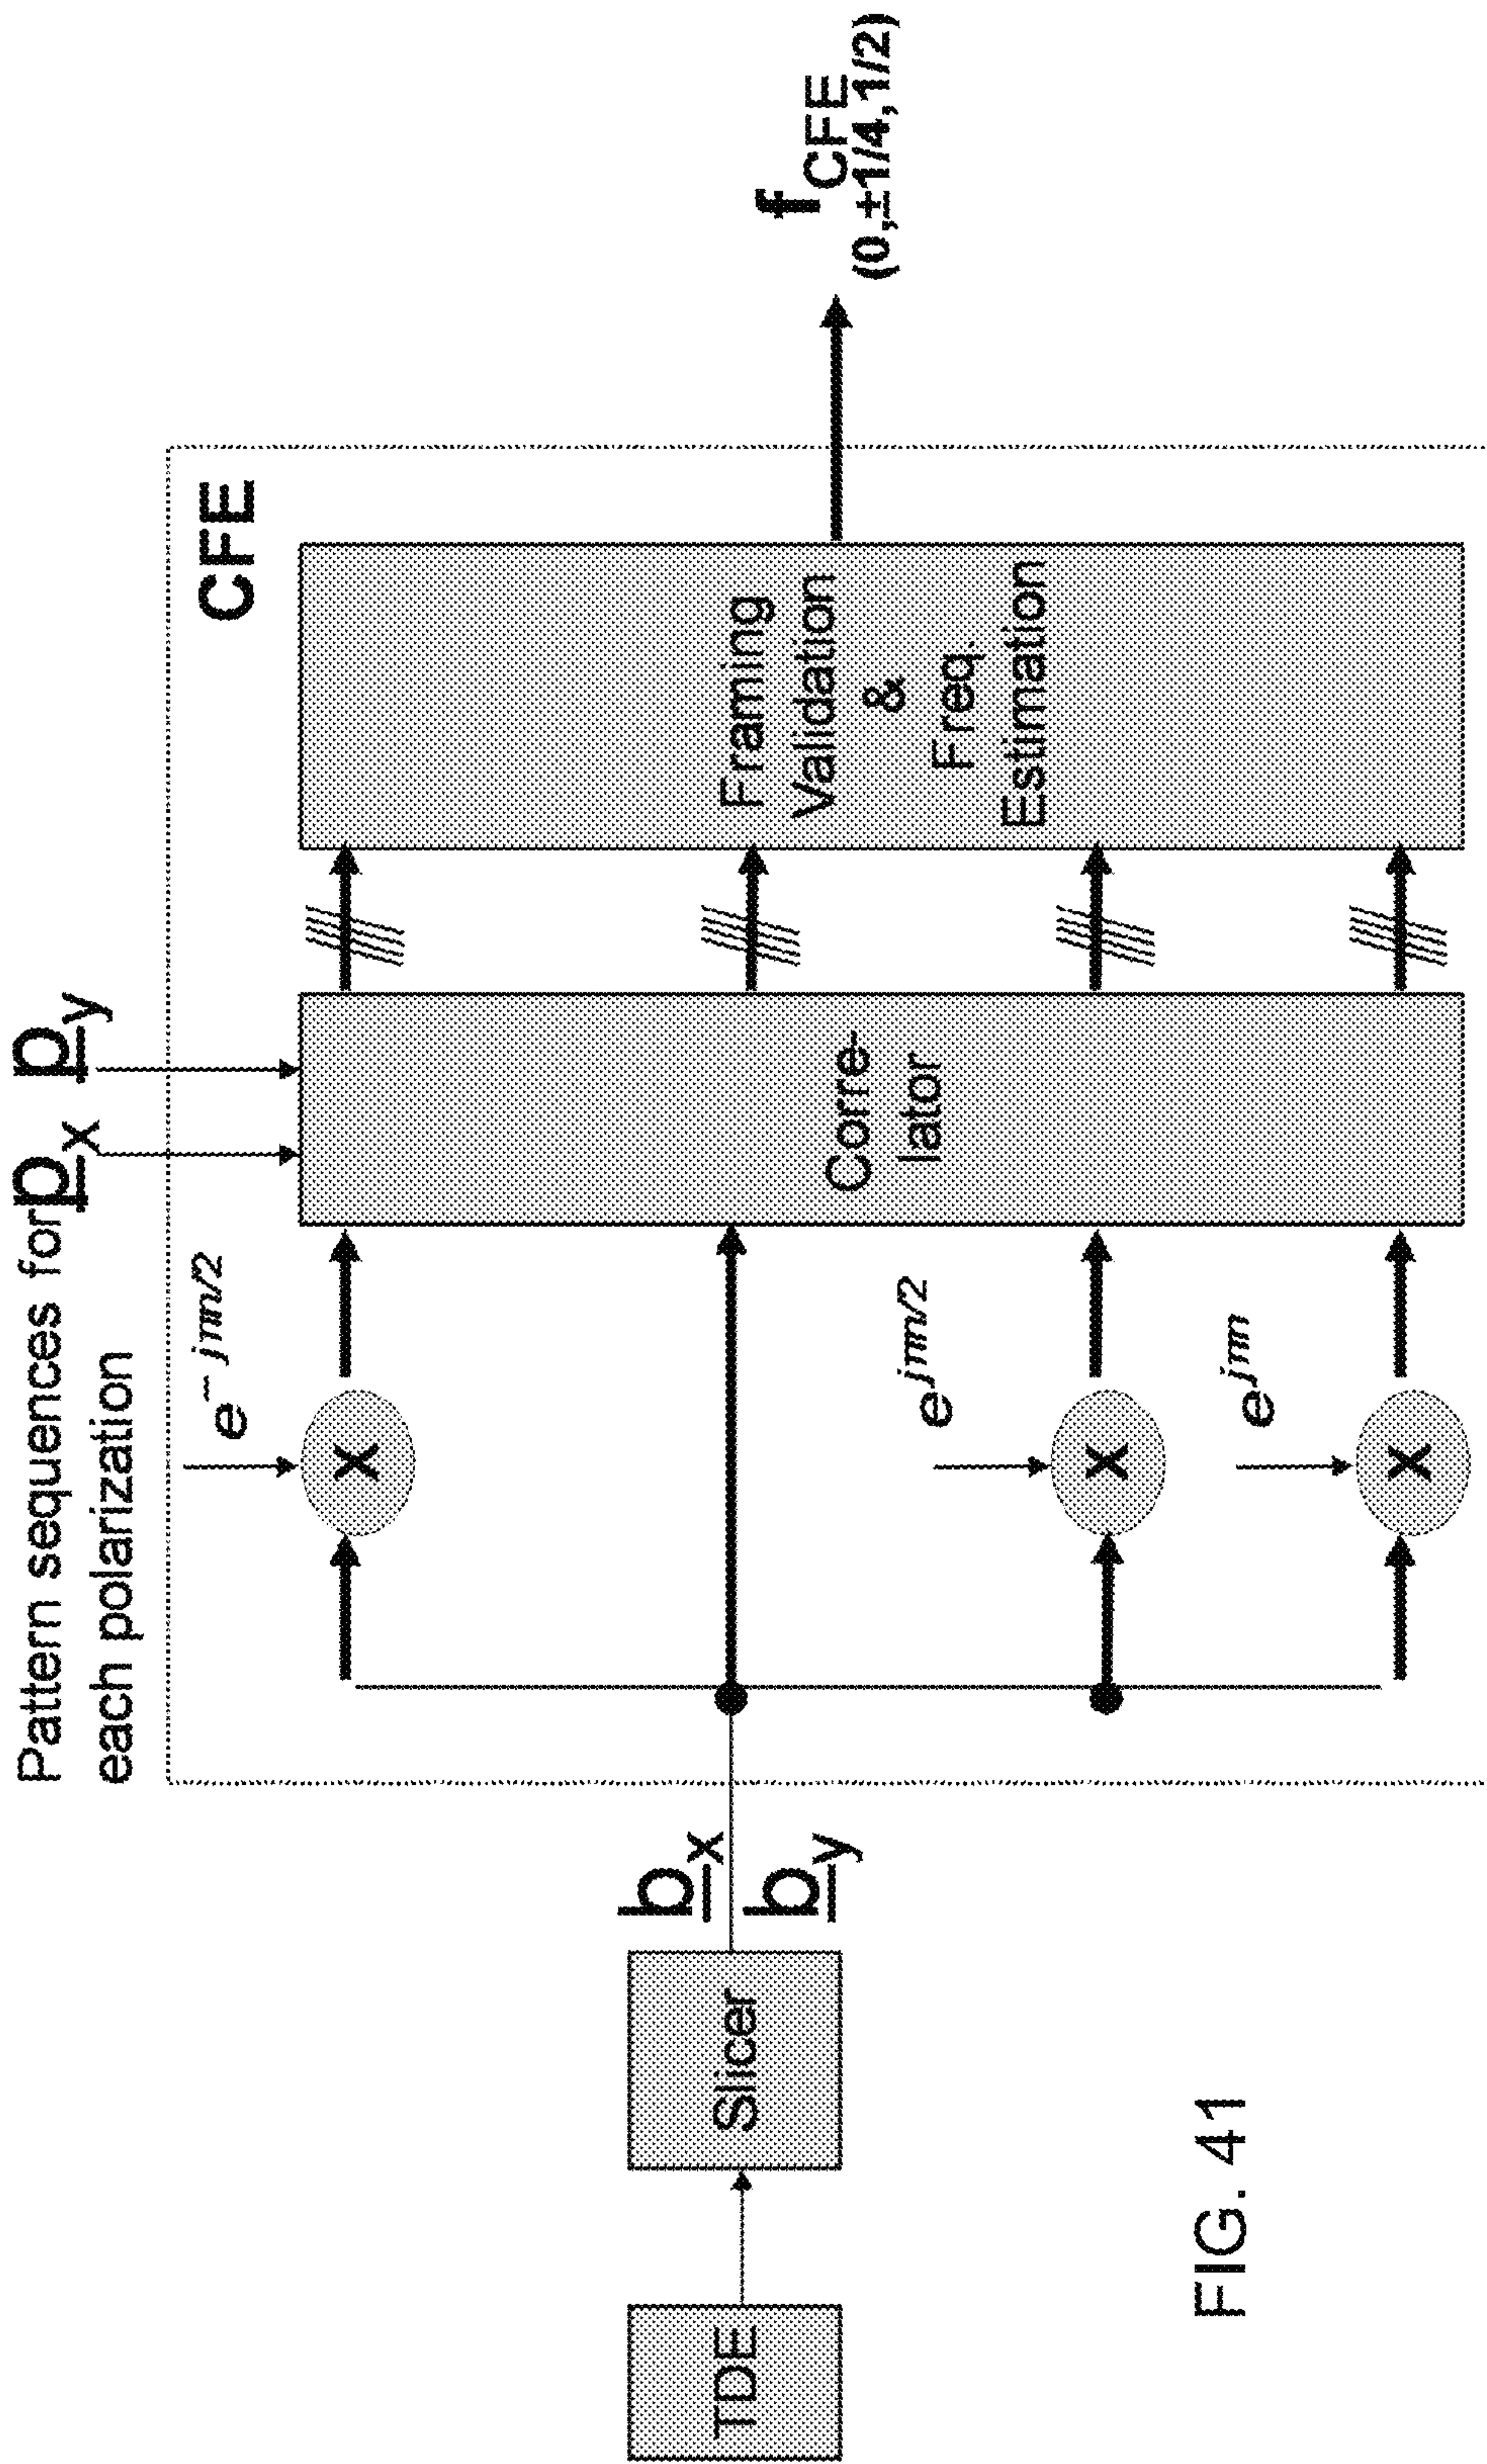 Pattern sequences for p_x p_y
each polarization
CFE
e^{-jπn/2}
e^{jπn/2}
e^{jπn}
TDE
Slicer
b_x
b_y
Corre-
lator
Framing
Validation
&
Freq.
Estimation
f_CFE
(0,±1/4,1/2)
FIG. 41